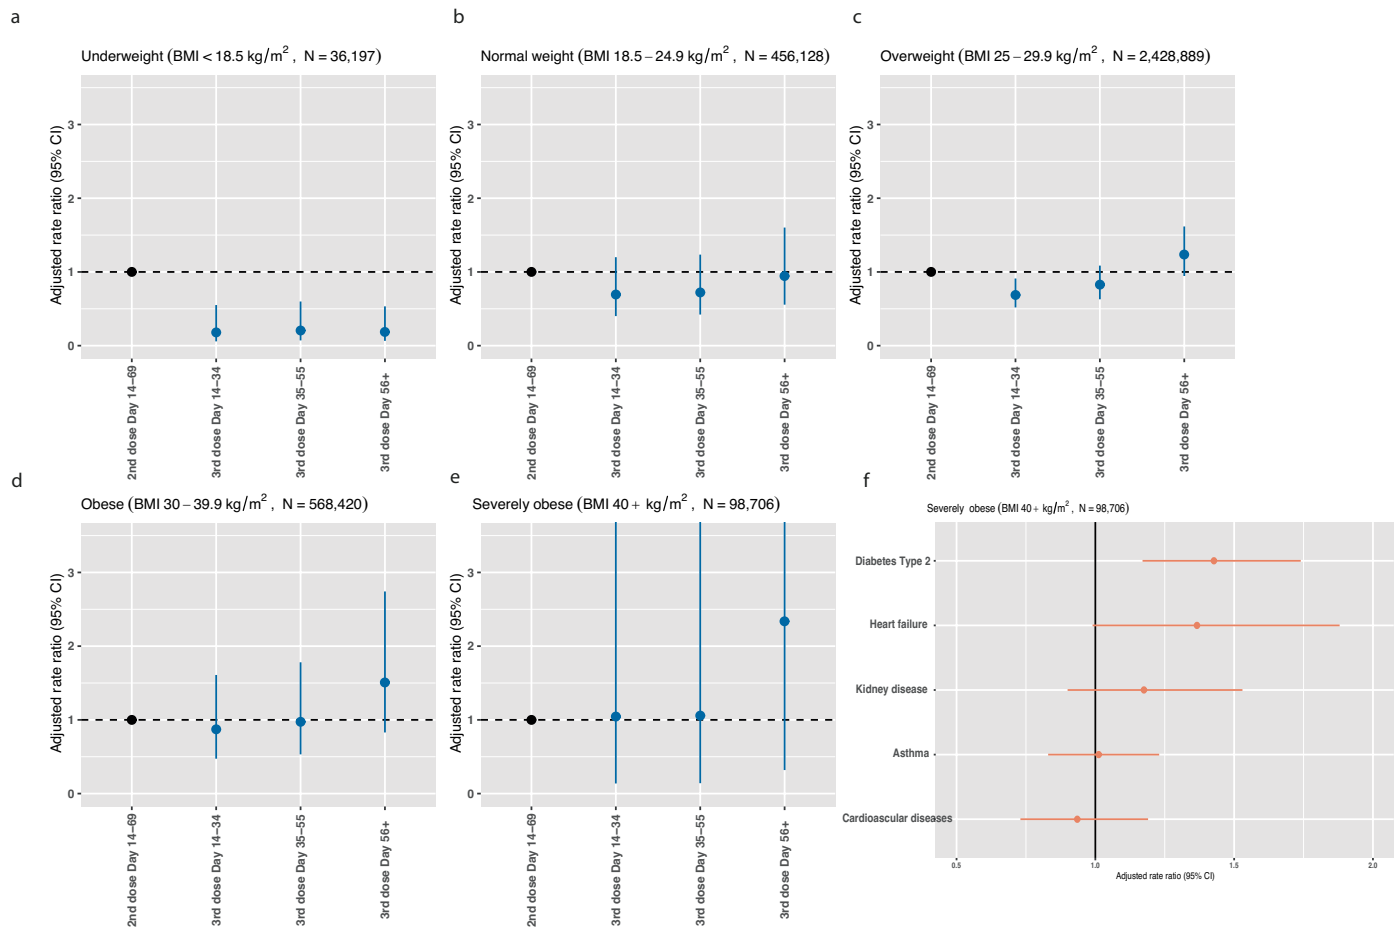 a
Underweight (BMI < 18.5 kg/m², N = 36,197)
Adjusted rate ratio (95% CI)
3
2
1
0
2nd dose Day 14–69
3rd dose Day 14–34
3rd dose Day 35–55
3rd dose Day 56+
b
Normal weight (BMI 18.5 – 24.9 kg/m², N = 456,128)
Adjusted rate ratio (95% CI)
3
2
1
0
2nd dose Day 14–69
3rd dose Day 14–34
3rd dose Day 35–55
3rd dose Day 56+
c
Overweight (BMI 25 – 29.9 kg/m², N = 2,428,889)
Adjusted rate ratio (95% CI)
3
2
1
0
2nd dose Day 14–69
3rd dose Day 14–34
3rd dose Day 35–55
3rd dose Day 56+
d
Obese (BMI 30 – 39.9 kg/m², N = 568,420)
Adjusted rate ratio (95% CI)
3
2
1
0
2nd dose Day 14–69
3rd dose Day 14–34
3rd dose Day 35–55
3rd dose Day 56+
e
Severely obese (BMI 40 + kg/m², N = 98,706)
Adjusted rate ratio (95% CI)
3
2
1
0
2nd dose Day 14–69
3rd dose Day 14–34
3rd dose Day 35–55
3rd dose Day 56+
f
Severely obese (BMI 40 + kg/m², N = 98,706)
Diabetes Type 2
Heart failure
Kidney disease
Asthma
Cardioascular diseases
0.5
1.0
1.5
2.0
Adjusted rate ratio (95% CI)